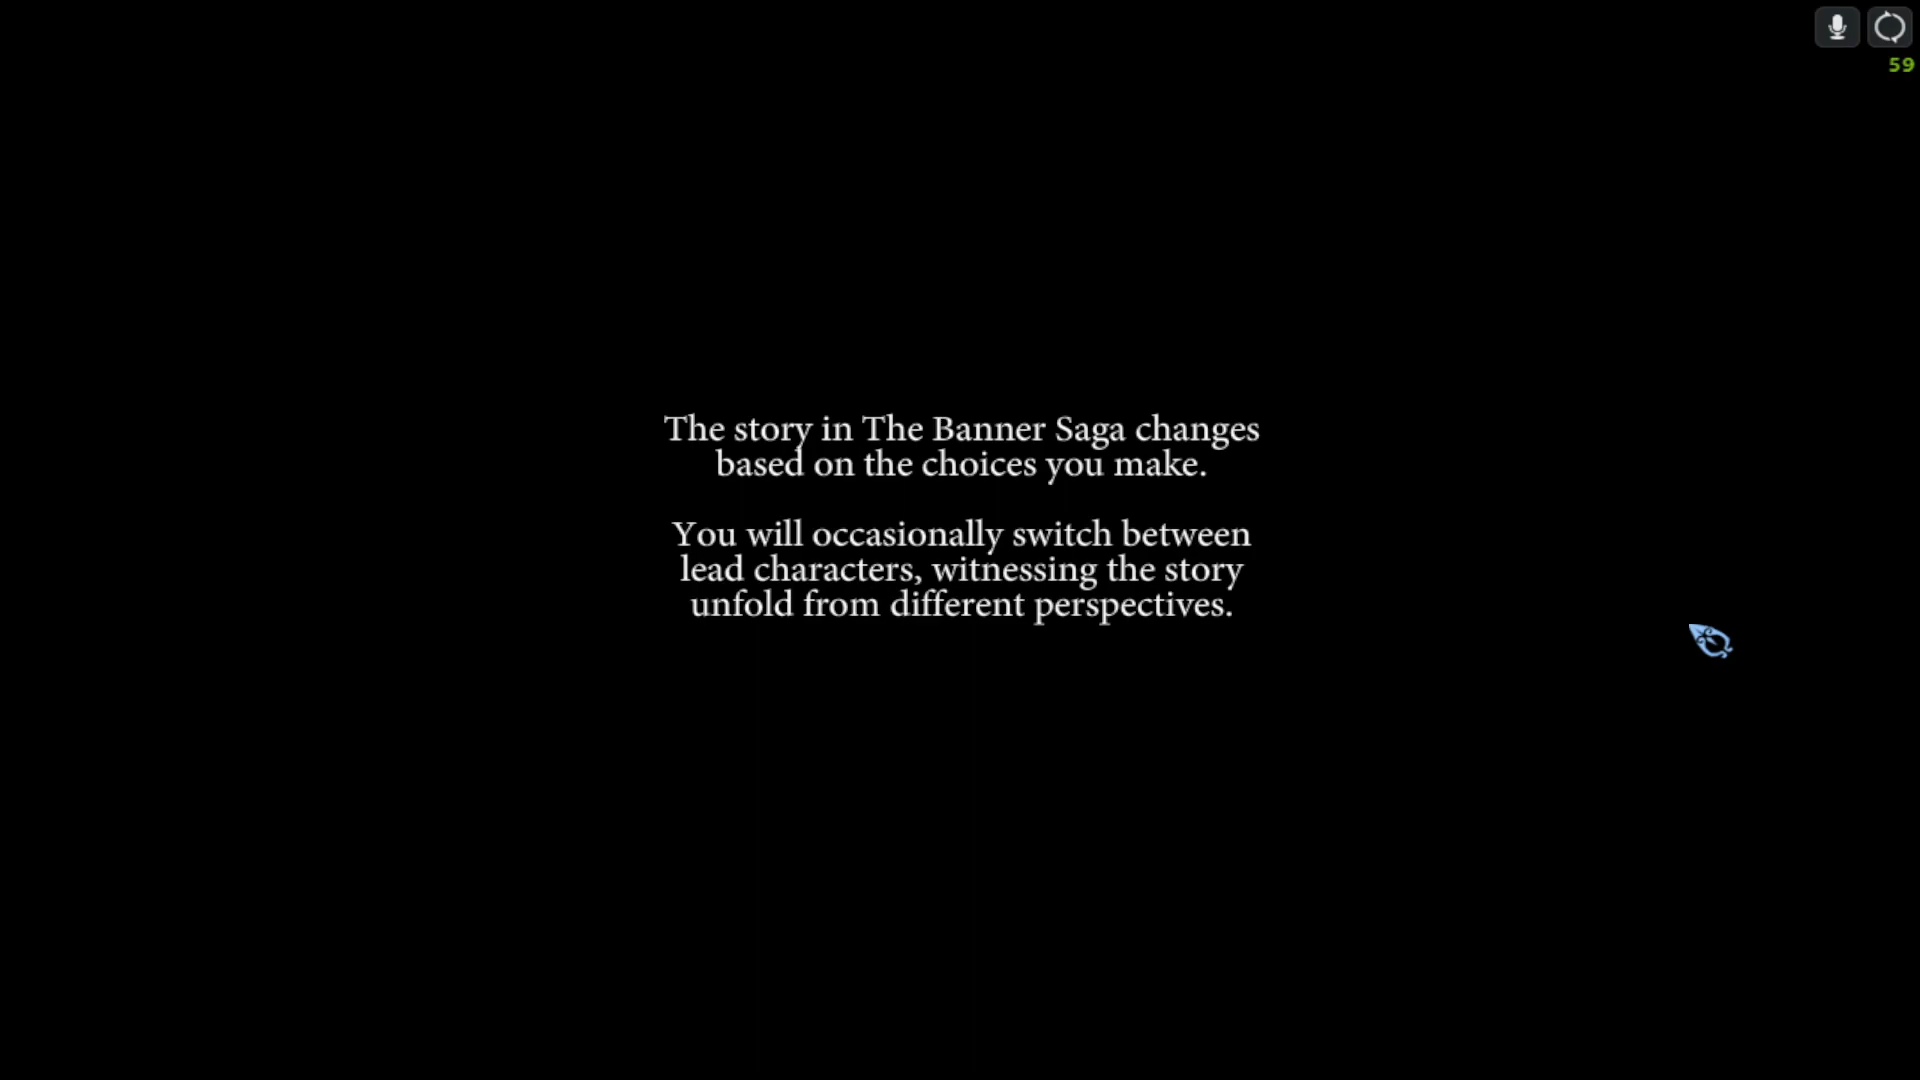 59
The story in The Banner Saga changes
based on the choices you make.
You will occasionally switch between
lead characters, witnessing the story
unfold from different perspectives.